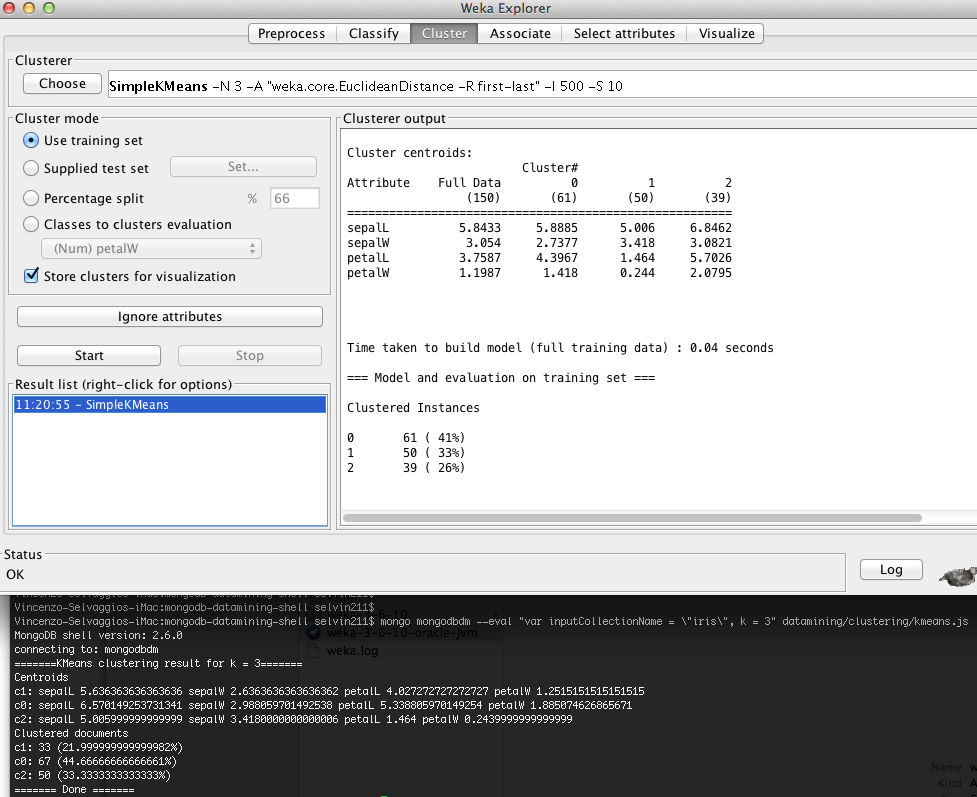 Weka Explorer
Preprocess Classify Cluster Associate Select attributes Visualize
Clusterer
Choose SimpleKMeans -N 3 -A "weka.core.EuclideanDistance -R first-last" -I 500 -S 10
Cluster mode
Use training set
Supplied test set Set...
Percentage split % 66
Classes to clusters evaluation
(Num) petalW
Store clusters for visualization
Ignore attributes
Start Stop
Result list (right-click for options)
11:20:55 - SimpleKMeans
Clusterer output
Cluster centroids:
Cluster#
Attribute Full Data 0 1 2
(150) (61) (50) (39)
==========================================================
sepalL 5.8433 5.8885 5.006 6.8462
sepalW 3.054 2.7377 3.418 3.0821
petalL 3.7587 4.3967 1.464 5.7026
petalW 1.1987 1.418 0.244 2.0795
Time taken to build model (full training data) : 0.04 seconds
=== Model and evaluation on training set ===
Clustered Instances
0 61 ( 41%)
1 50 ( 33%)
2 39 ( 26%)
Status
OK
Log
Vincenzo-Selvaggios-iMac:mongodb-datamining-shell selvin211$
Vincenzo-Selvaggios-iMac:mongodb-datamining-shell selvin211$
Vincenzo-Selvaggios-iMac:mongodb-datamining-shell selvin211$ mongo mongodbdm --eval "var inputCollectionName = \"iris\", k = 3" datamining/clustering/kmeans.js
MongoDB shell version: 2.6.0
connecting to: mongodbdm
=======KMeans clustering result for k = 3=======
Centroids
c1: sepalL 5.636363636363636 sepalW 2.6363636363636362 petalL 4.027272727272727 petalW 1.2515151515151515
c0: sepalL 6.570149253731341 sepalW 2.988059701492538 petalL 5.338805970149254 petalW 1.885074626865671
c2: sepalL 5.005999999999999 sepalW 3.4180000000000006 petalL 1.464 petalW 0.2439999999999999
Clustered documents
c1: 33 (21.999999999999982%)
c0: 67 (44.66666666666661%)
c2: 50 (33.3333333333333%)
======= Done =======
weka-3-6-10-oracle-jvm
weka.log
Name
Kind